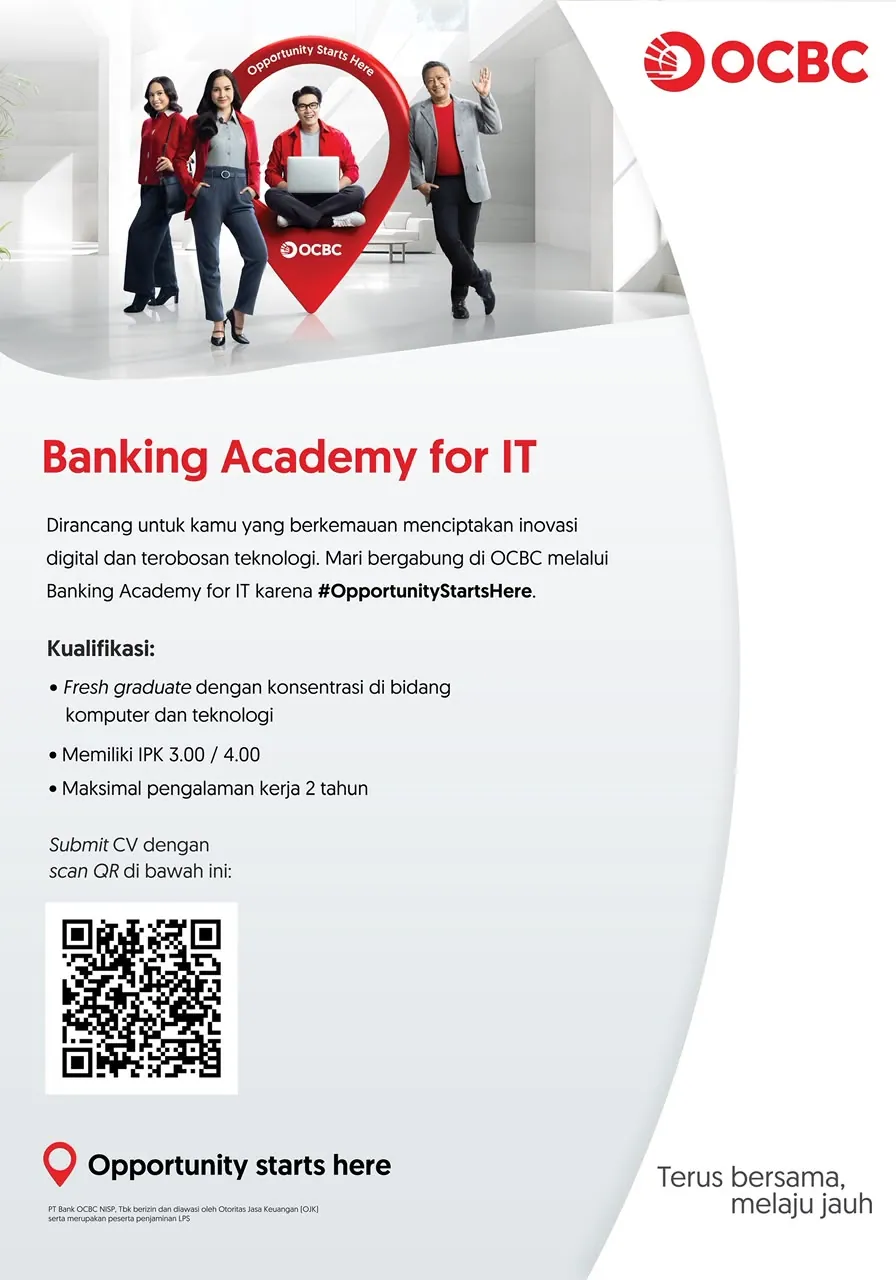 Opportunity Starts Here
OCBC
OCBC
Banking Academy for IT
Dirancang untuk kamu yang berkemauan menciptakan inovasi
digital dan terobosan teknologi. Mari bergabung di OCBC melalui
Banking Academy for IT karena #OpportunityStartsHere.
Kualifikasi:
• Fresh graduate dengan konsentrasi di bidang
komputer dan teknologi
• Memiliki IPK 3.00 / 4.00
• Maksimal pengalaman kerja 2 tahun
Submit CV dengan
scan QR di bawah ini:
Opportunity starts here
PT Bank OCBC NISP, Tbk berizin dan diawasi oleh Otoritas Jasa Keuangan (OJK)
serta merupakan peserta penjaminan LPS
Terus bersama,
melaju jauh